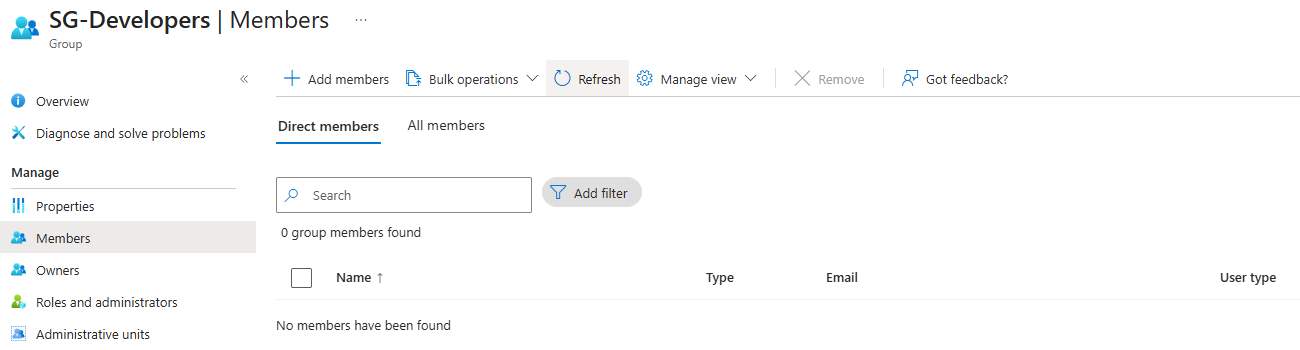 SG-Developers | Members ...
Group
«
Overview
Diagnose and solve problems
Manage
Properties
Members
Owners
Roles and administrators
Administrative units
Add members Bulk operations Refresh Manage view Remove Got feedback?
Direct members All members
Search Add filter
0 group members found
Name ↑ Type Email User type
No members have been found